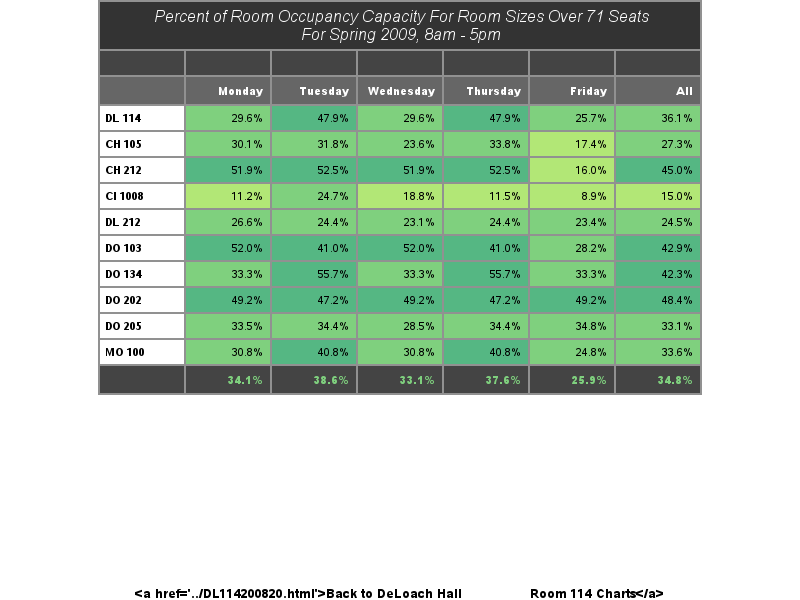 Percent of Room Occupancy Capacity For Room Sizes Over 71 Seats
For Spring 2009, 8am - 5pm
Monday Tuesday Wednesday Thursday Friday All
DL 114 29.6% 47.9% 29.6% 47.9% 25.7% 36.1%
CH 105 30.1% 31.8% 23.6% 33.8% 17.4% 27.3%
CH 212 51.9% 52.5% 51.9% 52.5% 16.0% 45.0%
CI 1008 11.2% 24.7% 18.8% 11.5% 8.9% 15.0%
DL 212 26.6% 24.4% 23.1% 24.4% 23.4% 24.5%
DO 103 52.0% 41.0% 52.0% 41.0% 28.2% 42.9%
DO 134 33.3% 55.7% 33.3% 55.7% 33.3% 42.3%
DO 202 49.2% 47.2% 49.2% 47.2% 49.2% 48.4%
DO 205 33.5% 34.4% 28.5% 34.4% 34.8% 33.1%
MO 100 30.8% 40.8% 30.8% 40.8% 24.8% 33.6%
34.1% 38.6% 33.1% 37.6% 25.9% 34.8%
<a href='../DL114200820.html'>Back to DeLoach Hall Room 114 Charts</a>